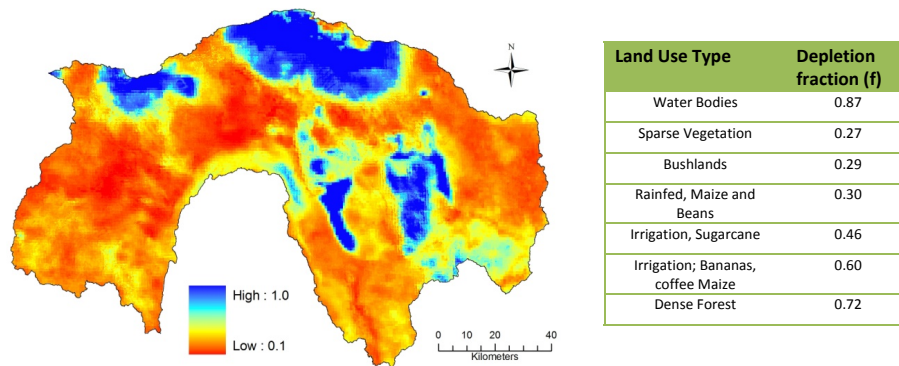 N
High : 1.0
Low : 0.1
0 10 20 40
Kilometers
Land Use Type Depletion
fraction (f)
Water Bodies 0.87
Sparse Vegetation 0.27
Bushlands 0.29
Rainfed, Maize and
Beans 0.30
Irrigation, Sugarcane 0.46
Irrigation; Bananas,
coffee Maize 0.60
Dense Forest 0.72